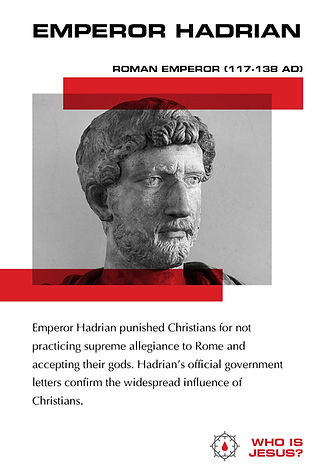 EMPEROR HADRIAN
ROMAN EMPEROR (117-138 AD)
Emperor Hadrian punished Christians for not
practicing supreme allegiance to Rome and
accepting their gods. Hadrian's official government
letters confirm the widespread influence of
Christians.
WHO IS
JESUS?